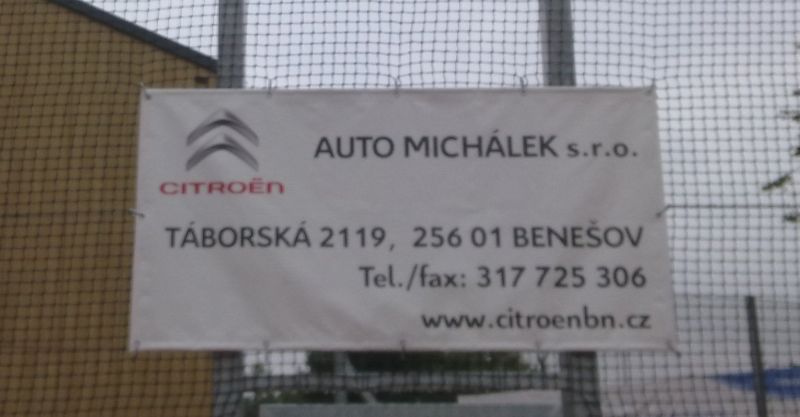 AUTO MICHÁLEK s.r.o.
CITROËN
TÁBORSKÁ 2119, 256 01 BENEŠOV
Tel./fax: 317 725 306
www.citroenbn.cz